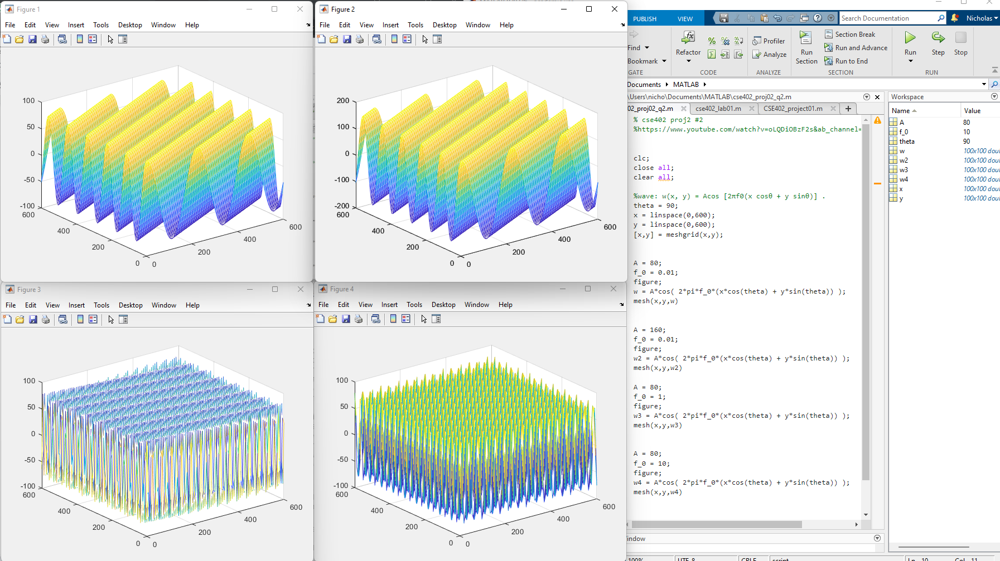 Figure 1
File Edit View Insert Tools Desktop Window Help
100
50
0
-50
-100
600
400
200
0
0
200
400
600
Figure 2
File Edit View Insert Tools Desktop Window Help
200
100
0
-100
-200
600
400
200
0
0
200
400
600
Figure 3
File Edit View Insert Tools Desktop Window Help
100
50
0
-50
-100
600
400
200
0
0
200
400
600
Figure 4
File Edit View Insert Tools Desktop Window Help
100
50
0
-50
-100
600
400
200
0
0
200
400
600
PUBLISH VIEW Search Documentation Nicholas
Find
Bookmark
GATE
Refactor
CODE
Profiler
Analyze
ANALYZE
Run Section
Section Break
Run and Advance
Run to End
SECTION
Run Step Stop
RUN
Documents MATLAB
\Users\nicho\Documents\MATLAB\cse402_proj02_q2.m
02_proj02_q2.m cse402_lab01.m CSE402_project01.m +
% cse402 proj2 #2
%https://www.youtube.com/watch?v=oLQDiOBzF2s&ab_channel=
clc;
close all;
clear all;
%wave: w(x, y) = Acos [2πf0(x cosθ + y sinθ)] .
theta = 90;
x = linspace(0,600);
y = linspace(0,600);
[x,y] = meshgrid(x,y);
A = 80;
f_0 = 0.01;
figure;
w = A*cos( 2*pi*f_0*(x*cos(theta) + y*sin(theta)) );
mesh(x,y,w)
A = 160;
f_0 = 0.01;
figure;
w2 = A*cos( 2*pi*f_0*(x*cos(theta) + y*sin(theta)) );
mesh(x,y,w2)
A = 80;
f_0 = 1;
figure;
w3 = A*cos( 2*pi*f_0*(x*cos(theta) + y*sin(theta)) );
mesh(x,y,w3)
A = 80;
f_0 = 10;
figure;
w4 = A*cos( 2*pi*f_0*(x*cos(theta) + y*sin(theta)) );
mesh(x,y,w4)
indow
Workspace
Name Value
A 80
f_0 10
theta 90
w 100x100 dou
w2 100x100 dou
w3 100x100 dou
w4 100x100 dou
x 100x100 dou
y 100x100 dou
100% UTF-8 CRLF script Ln 10 Col 11